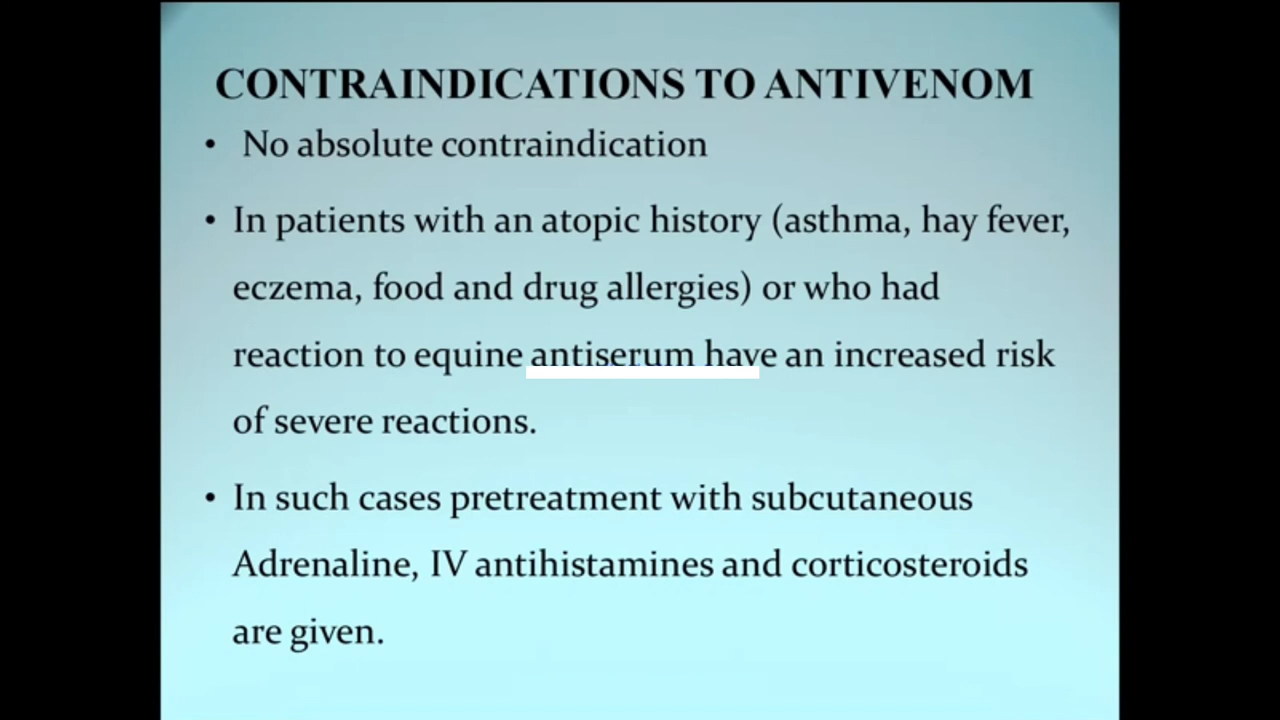 CONTRAINDICATIONS TO ANTIVENOM
• No absolute contraindication
• In patients with an atopic history (asthma, hay fever,
eczema, food and drug allergies) or who had
reaction to equine antiserum have an increased risk
of severe reactions.
• In such cases pretreatment with subcutaneous
Adrenaline, IV antihistamines and corticosteroids
are given.